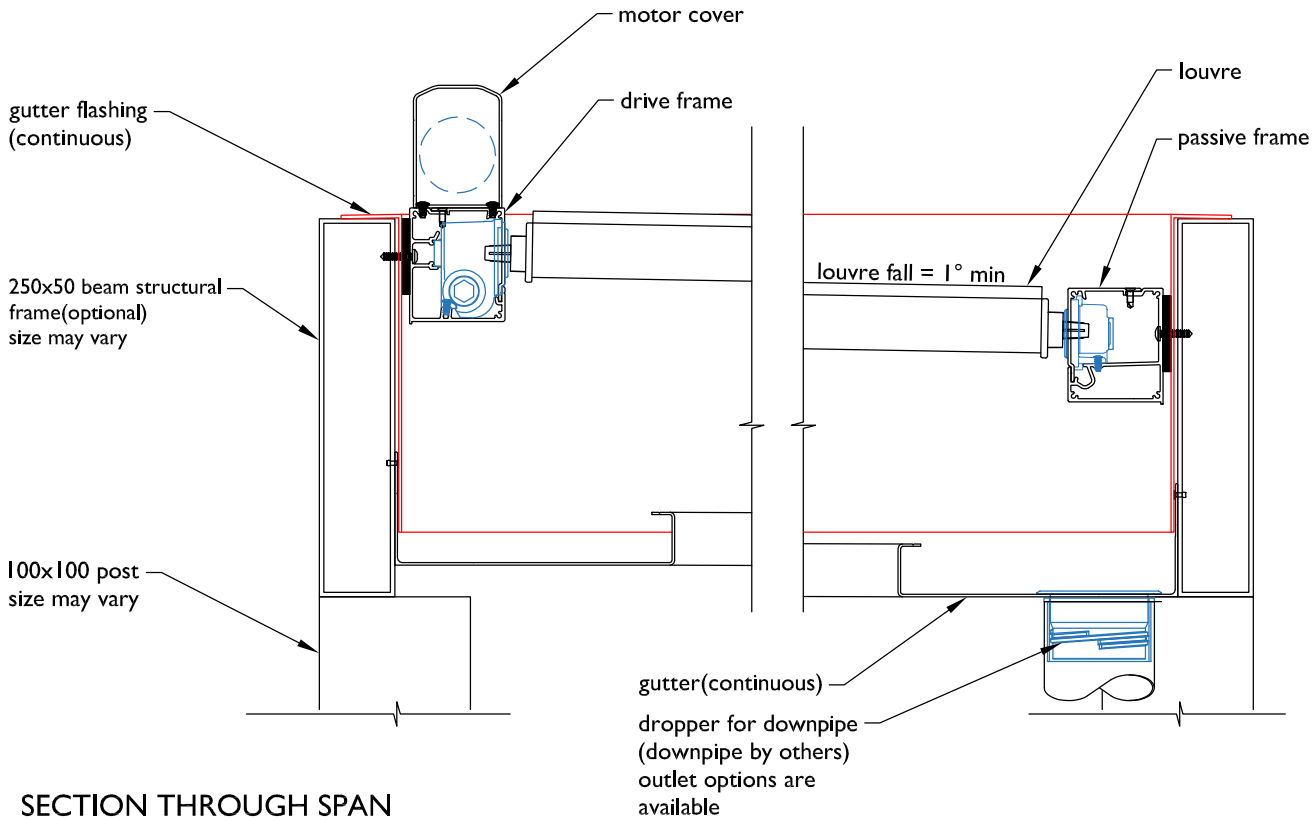 motor cover
louvre
gutter flashing
(continuous)
drive frame
passive frame
louvre fall = 1° min
250x50 beam structural
frame(optional)
size may vary
100x100 post
size may vary
gutter(continuous)
dropper for downpipe
(downpipe by others)
outlet options are
available
SECTION THROUGH SPAN